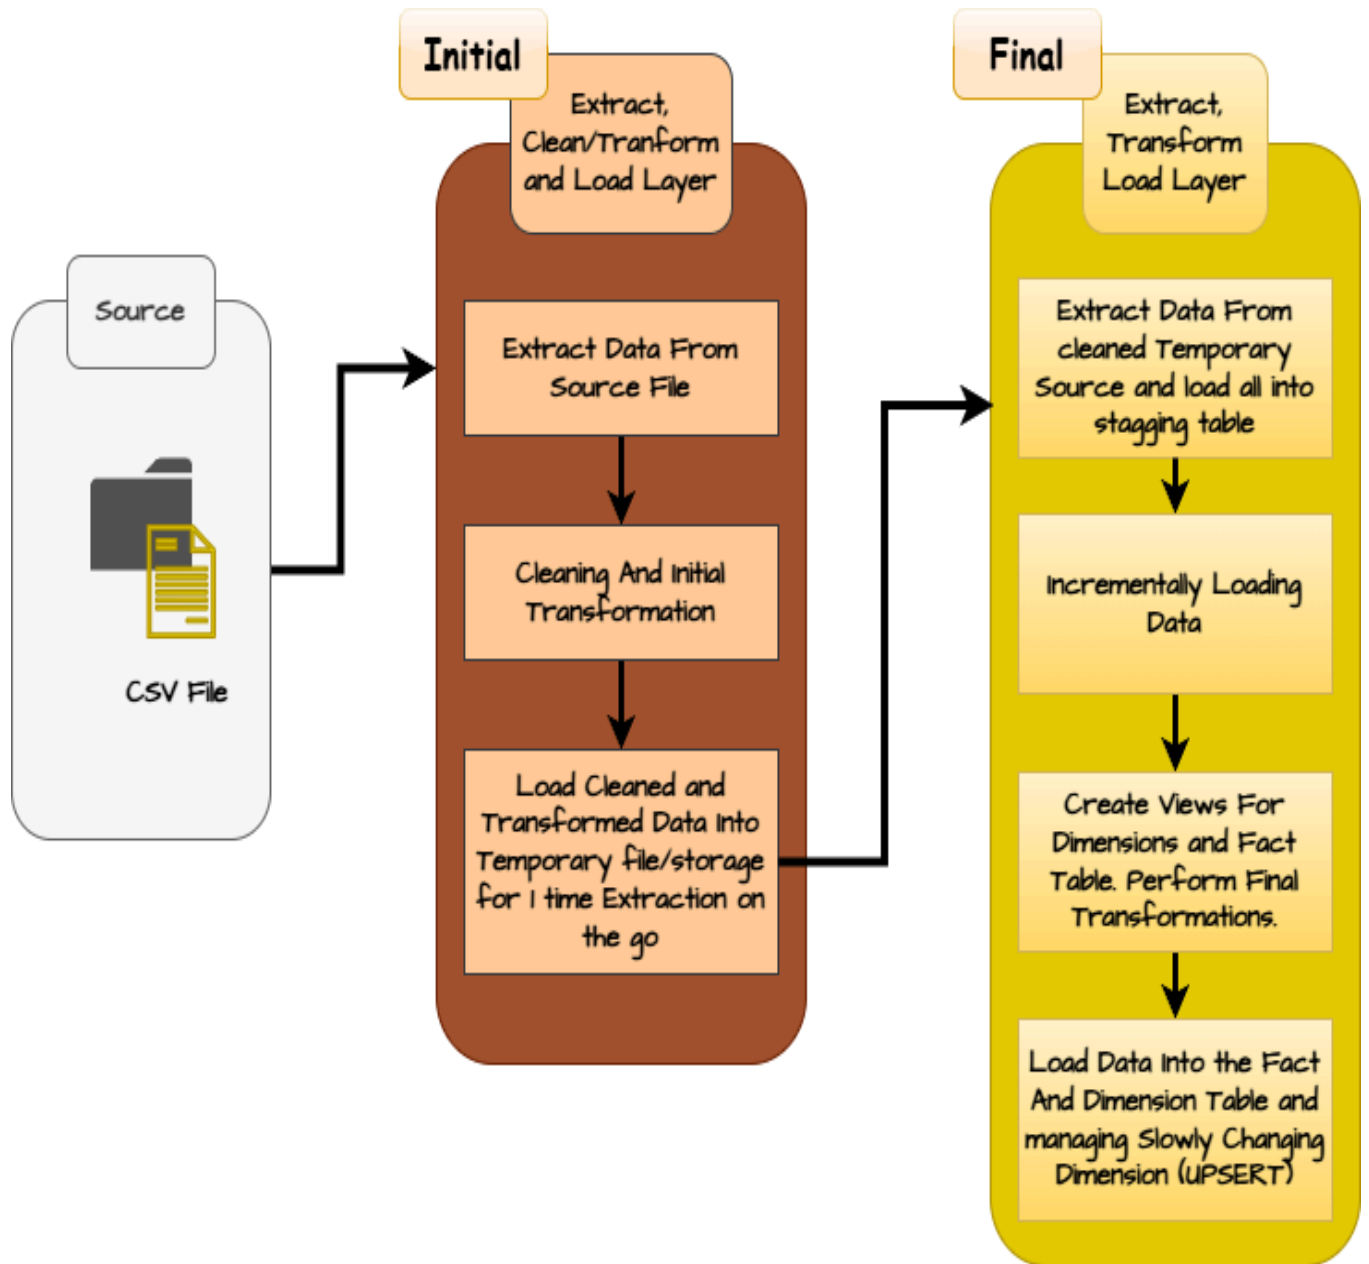 Source
CSV File
Initial
Extract,
Clean/Tranform
and Load Layer
Extract Data From
Source File
Cleaning And Initial
Transformation
Load Cleaned and
Transformed Data Into
Temporary file/storage
for 1 time Extraction on
the go
Final
Extract,
Transform
Load Layer
Extract Data From
cleaned Temporary
Source and load all into
stagging table
Incrementally Loading
Data
Create Views For
Dimensions and Fact
Table. Perform Final
Transformations.
Load Data Into the Fact
And Dimension Table and
managing Slowly Changing
Dimension (UPSERT)